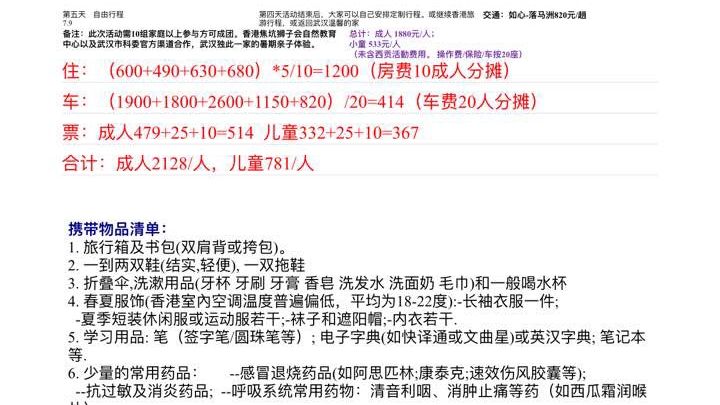 第五天 自由行程
7.9
第四天活动结束后，大家可以自己安排定制行程。或继续香港旅
游行程，或返回武汉温馨的家
交通：如心-落马洲820元/趟
备注：此次活动需10组家庭以上参与方可成团。香港焦坑狮子会自然教育
中心以及武汉市科委官方渠道合作，武汉独一家的暑期亲子体验。
总计：成人 1880元/人；
小童 533元/人
（未含西贡活動費用， 操作費/保险/车按20座）
住：（600+490+630+680）*5/10=1200（房费10成人分摊）
车：（1900+1800+2600+1150+820）/20=414（车费20人分摊）
票：成人479+25+10=514 儿童332+25+10=367
合计：成人2128/人，儿童781/人
携带物品清单：
1. 旅行箱及书包(双肩背或挎包)。
2. 一到两双鞋(结实,轻便), 一双拖鞋
3. 折叠伞,洗漱用品(牙杯 牙刷 牙膏 香皂 洗发水 洗面奶 毛巾)和一般喝水杯
4. 春夏服饰(香港室內空调温度普遍偏低，平均为18-22度):-长袖衣服一件;
-夏季短装休闲服或运动服若干;-袜子和遮阳帽;-内衣若干.
5. 学习用品: 笔（签字笔/圆珠笔等）; 电子字典(如快译通或文曲星)或英汉字典; 笔记本
等.
6. 少量的常用药品： --感冒退烧药品(如阿思匹林;康泰克;速效伤风胶囊等);
--抗过敏及消炎药品; --呼吸系统常用药物：清音利咽、消肿止痛等药（如西瓜霜润喉